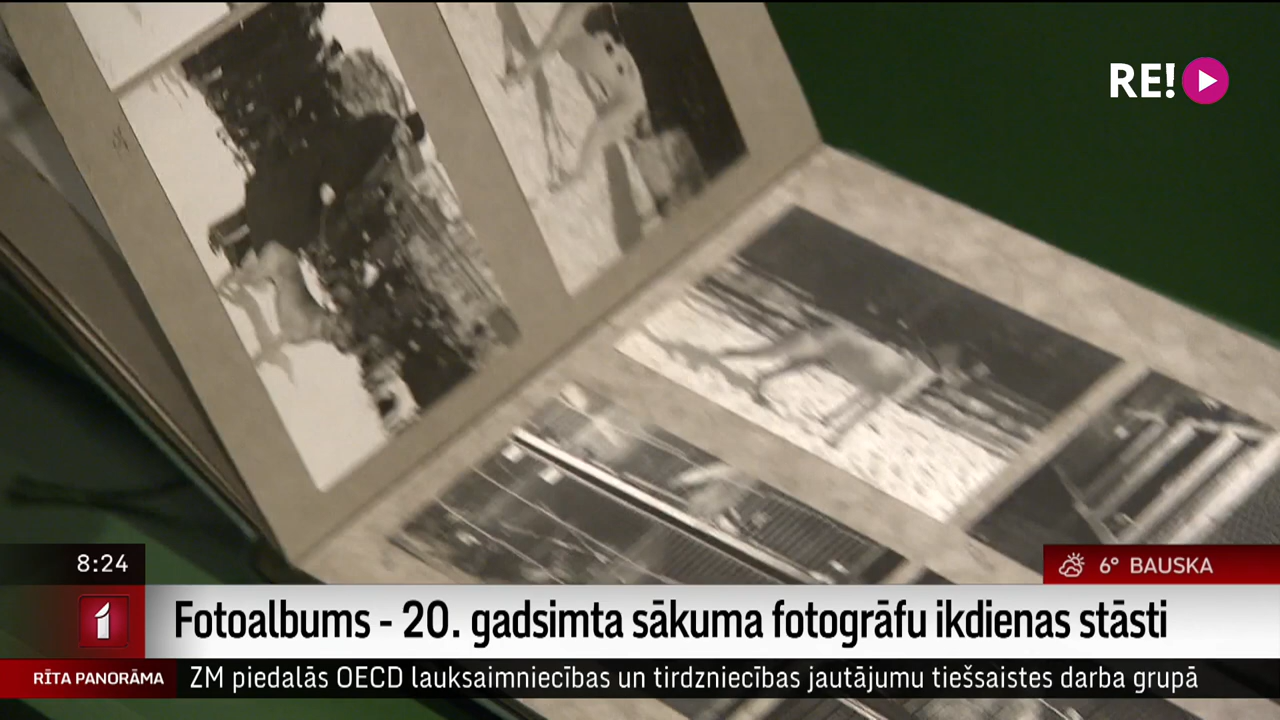 RE!
8:24
6° BAUSKA
1
Fotoalbums - 20. gadsimta sākuma fotogrāfu ikdienas stāsti
RĪTA PANORĀMA
ZM piedalās OECD lauksaimniecības un tirdzniecības jautājumu tiešsaistes darba grupā